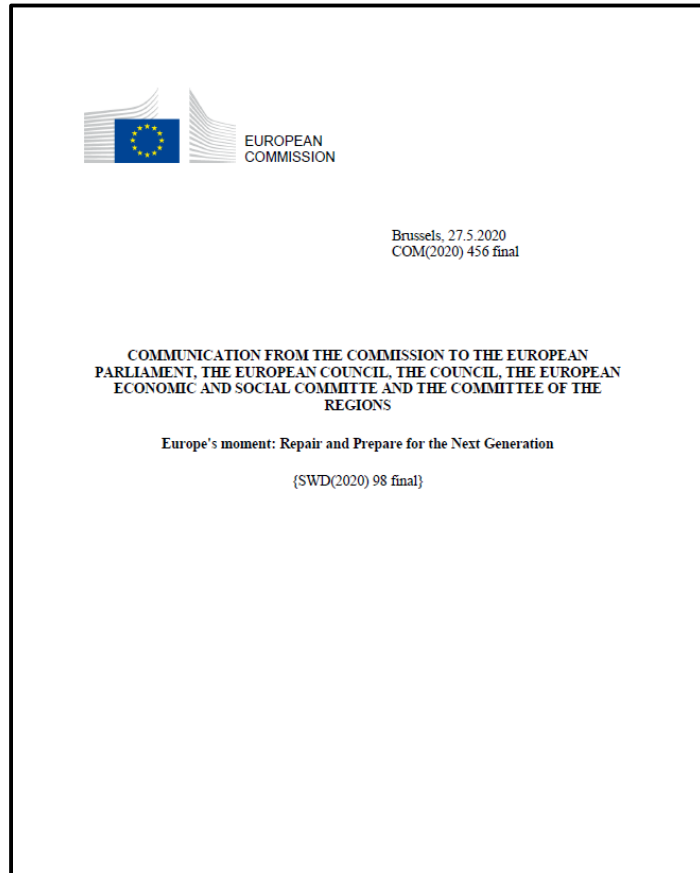 EUROPEAN
COMMISSION
Brussels, 27.5.2020
COM(2020) 456 final
COMMUNICATION FROM THE COMMISSION TO THE EUROPEAN
PARLIAMENT, THE EUROPEAN COUNCIL, THE COUNCIL, THE EUROPEAN
ECONOMIC AND SOCIAL COMMITTE AND THE COMMITTEE OF THE
REGIONS
Europe's moment: Repair and Prepare for the Next Generation
{SWD(2020) 98 final}